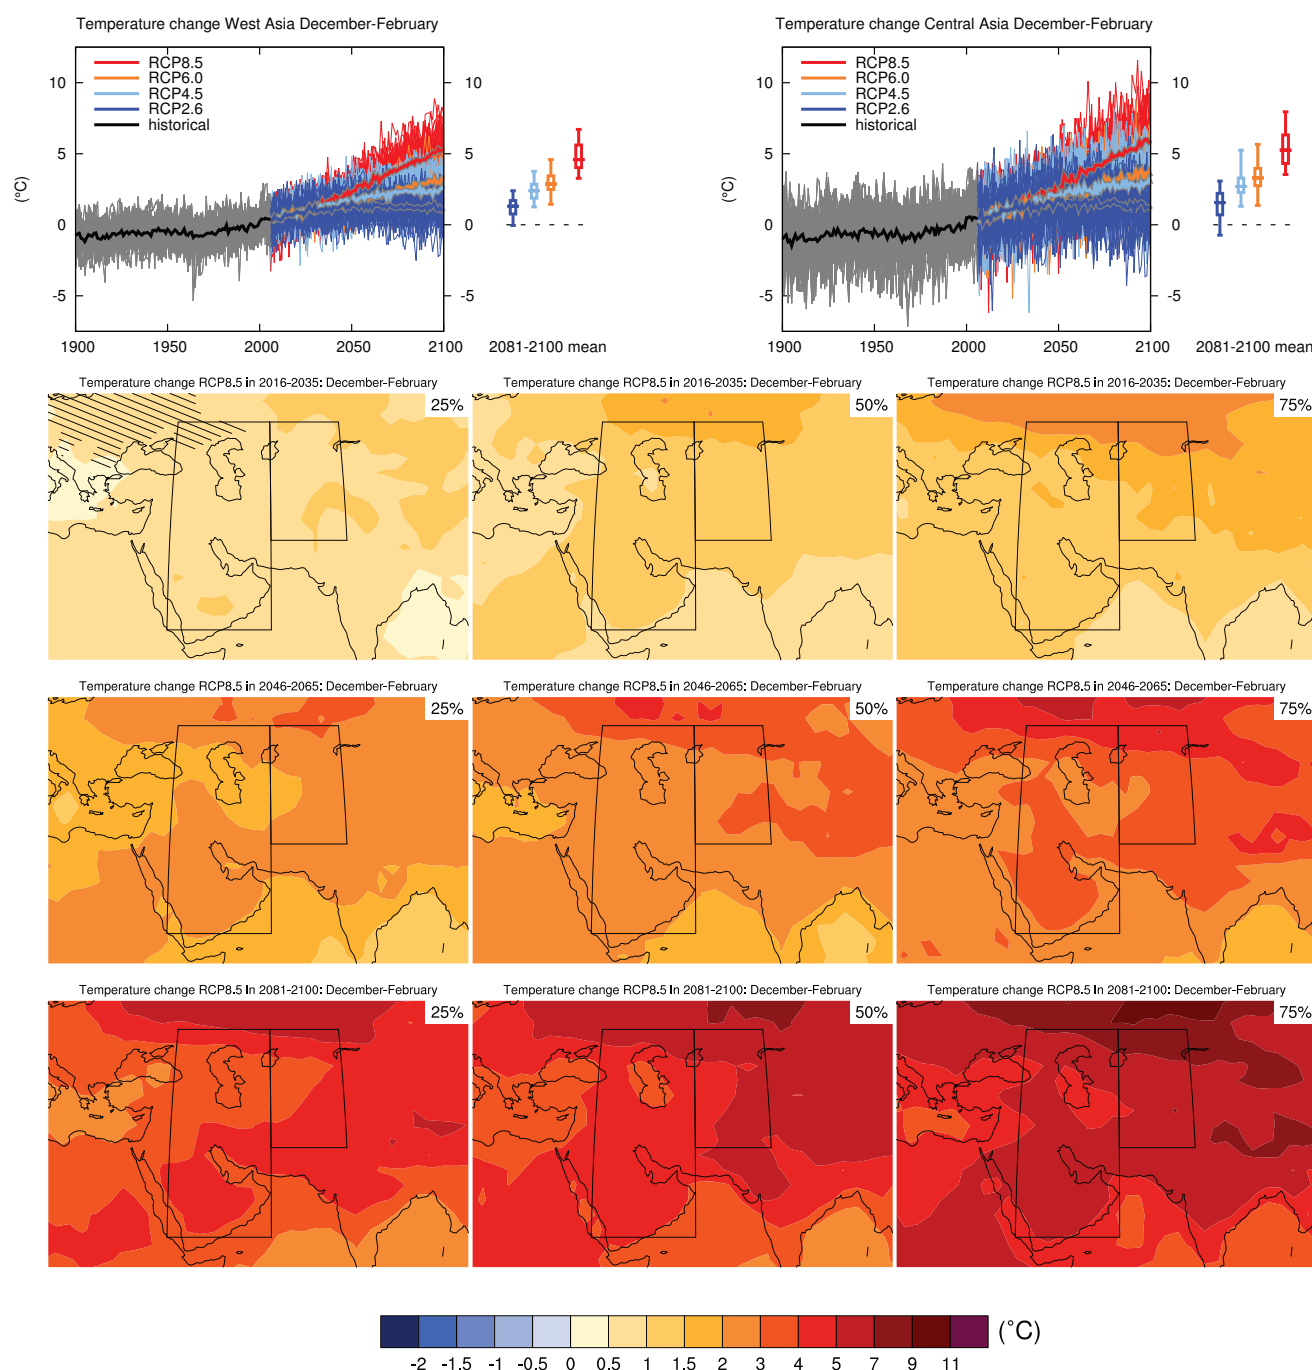 Temperature change West Asia December-February
Temperature change Central Asia December-February
RCP8.5
RCP6.0
RCP4.5
RCP2.6
historical
(°C)
10
5
0
-5
10
5
0
-5
1900 1950 2000 2050 2100
2081-2100 mean
RCP8.5
RCP6.0
RCP4.5
RCP2.6
historical
(°C)
10
5
0
-5
10
5
0
-5
1900 1950 2000 2050 2100
2081-2100 mean
Temperature change RCP8.5 in 2016-2035: December-February
25%
Temperature change RCP8.5 in 2016-2035: December-February
50%
Temperature change RCP8.5 in 2016-2035: December-February
75%
Temperature change RCP8.5 in 2046-2065: December-February
25%
Temperature change RCP8.5 in 2046-2065: December-February
50%
Temperature change RCP8.5 in 2046-2065: December-February
75%
Temperature change RCP8.5 in 2081-2100: December-February
25%
Temperature change RCP8.5 in 2081-2100: December-February
50%
Temperature change RCP8.5 in 2081-2100: December-February
75%
(°C)
-2 -1.5 -1 -0.5 0 0.5 1 1.5 2 3 4 5 7 9 11